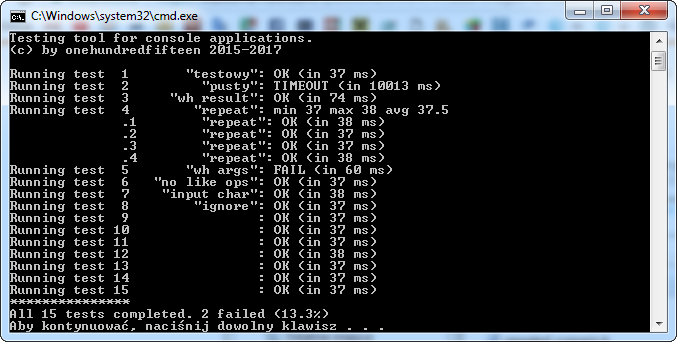 C:\Windows\system32\cmd.exe
Testing tool for console applications.
(c) by onehundredfifteen 2015-2017
Running test  1       "testowy": OK (in 37 ms)
Running test  2         "pusty": TIMEOUT (in 10013 ms)
Running test  3     "wh result": OK (in 74 ms)
Running test  4        "repeat": min 37 max 38 avg 37.5
.1        "repeat": OK (in 38 ms)
.2        "repeat": OK (in 37 ms)
.3        "repeat": OK (in 37 ms)
.4        "repeat": OK (in 38 ms)
Running test  5       "wh args": FAIL (in 60 ms)
Running test  6   "no like ops": OK (in 37 ms)
Running test  7    "input char": OK (in 38 ms)
Running test  8        "ignore": OK (in 37 ms)
Running test  9                : OK (in 37 ms)
Running test 10                : OK (in 37 ms)
Running test 11                : OK (in 37 ms)
Running test 12                : OK (in 38 ms)
Running test 13                : OK (in 37 ms)
Running test 14                : OK (in 37 ms)
Running test 15                : OK (in 37 ms)
***************
All 15 tests completed. 2 failed (13.3%)
Aby kontynuować, naciśnij dowolny klawisz . . .